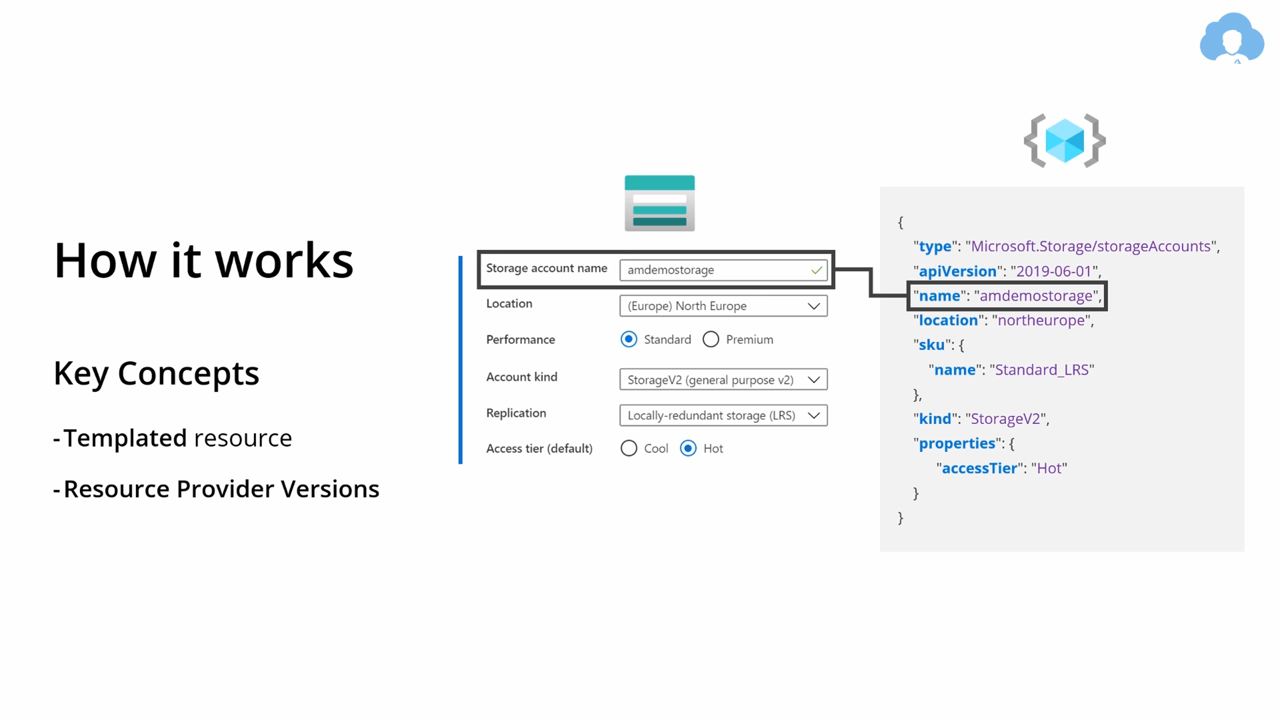 How it works
Key Concepts
- Templated resource
- Resource Provider Versions
Storage account name amdemostorage
Location (Europe) North Europe
Performance Standard Premium
Account kind StorageV2 (general purpose v2)
Replication Locally-redundant storage (LRS)
Access tier (default) Cool Hot
{
"type": "Microsoft.Storage/storageAccounts",
"apiVersion": "2019-06-01",
"name": "amdemostorage",
"location": "northeurope",
"sku": {
"name": "Standard_LRS"
},
"kind": "StorageV2",
"properties": {
"accessTier": "Hot"
}
}